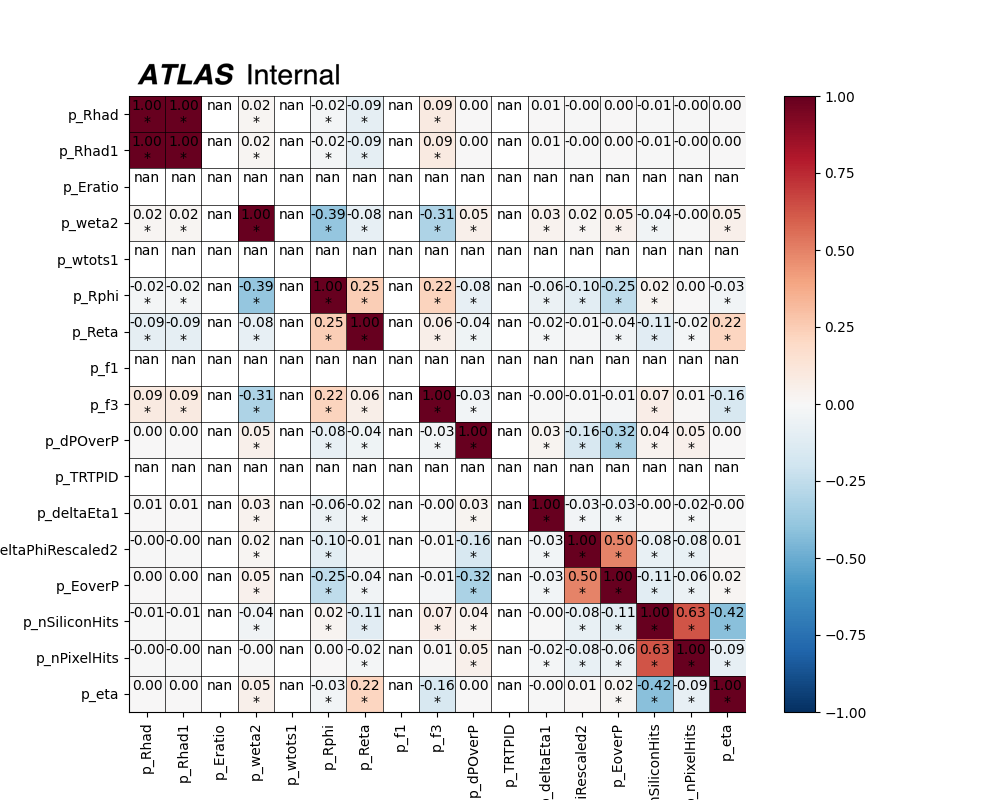 ATLAS Internal
p_Rhad 1.00 1.00 nan 0.02 nan -0.02 -0.09 nan 0.09 0.00 nan 0.01 -0.00 0.00 -0.01 -0.00 0.00
* * * * * *
p_Rhad1 1.00 1.00 nan 0.02 nan -0.02 -0.09 nan 0.09 0.00 nan 0.01 -0.00 0.00 -0.01 -0.00 0.00
* * * * * *
p_Eratio nan nan nan nan nan nan nan nan nan nan nan nan nan nan nan nan nan
p_weta2 0.02 0.02 nan 1.00 nan -0.39 -0.08 nan -0.31 0.05 nan 0.03 0.02 0.05 -0.04 -0.00 0.05
* * * * * * * * * * * *
p_wtots1 nan nan nan nan nan nan nan nan nan nan nan nan nan nan nan nan nan
p_Rphi -0.02 -0.02 nan -0.39 nan 1.00 0.25 nan 0.22 -0.08 nan -0.06 -0.10 -0.25 0.02 0.00 -0.03
* * * * * * * * * * * *
p_Reta -0.09 -0.09 nan -0.08 nan 0.25 1.00 nan 0.06 -0.04 nan -0.02 -0.01 -0.04 -0.11 -0.02 0.22
* * * * * * * * * * * *
p_f1 nan nan nan nan nan nan nan nan nan nan nan nan nan nan nan nan nan
p_f3 0.09 0.09 nan -0.31 nan 0.22 0.06 nan 1.00 -0.03 nan -0.00 -0.01 -0.01 0.07 0.01 -0.16
* * * * * * * * *
p_dPOverP 0.00 0.00 nan 0.05 nan -0.08 -0.04 nan -0.03 1.00 nan 0.03 -0.16 -0.32 0.04 0.05 0.00
* * * * * * * * * *
p_TRTPID nan nan nan nan nan nan nan nan nan nan nan nan nan nan nan nan nan
p_deltaEta1 0.01 0.01 nan 0.03 nan -0.06 -0.02 nan -0.00 0.03 nan 1.00 -0.03 -0.03 -0.00 -0.02 -0.00
* * * * * * * *
eltaPhiRescaled2 -0.00 -0.00 nan 0.02 nan -0.10 -0.01 nan -0.01 -0.16 nan -0.03 1.00 0.50 -0.08 -0.08 0.01
* * * * * * * *
p_EoverP 0.00 0.00 nan 0.05 nan -0.25 -0.04 nan -0.01 -0.32 nan -0.03 0.50 1.00 -0.11 -0.06 0.02
* * * * * * * * * *
p_nSiliconHits -0.01 -0.01 nan -0.04 nan 0.02 -0.11 nan 0.07 0.04 nan -0.00 -0.08 -0.11 1.00 0.63 -0.42
* * * * * * * * * *
p_nPixelHits -0.00 -0.00 nan -0.00 nan 0.00 -0.02 nan 0.01 0.05 nan -0.02 -0.08 -0.06 0.63 1.00 -0.09
* * * * * * * *
p_eta 0.00 0.00 nan 0.05 nan -0.03 0.22 nan -0.16 0.00 nan -0.00 0.01 0.02 -0.42 -0.09 1.00
* * * * * * * *
p_Rhad
p_Rhad1
p_Eratio
p_weta2
p_wtots1
p_Rphi
p_Reta
p_f1
p_f3
p_dPOverP
p_TRTPID
_deltaEta1
iRescaled2
p_EoverP
SiliconHits
_nPixelHits
p_eta
1.00
0.75
0.50
0.25
0.00
−0.25
−0.50
−0.75
−1.00